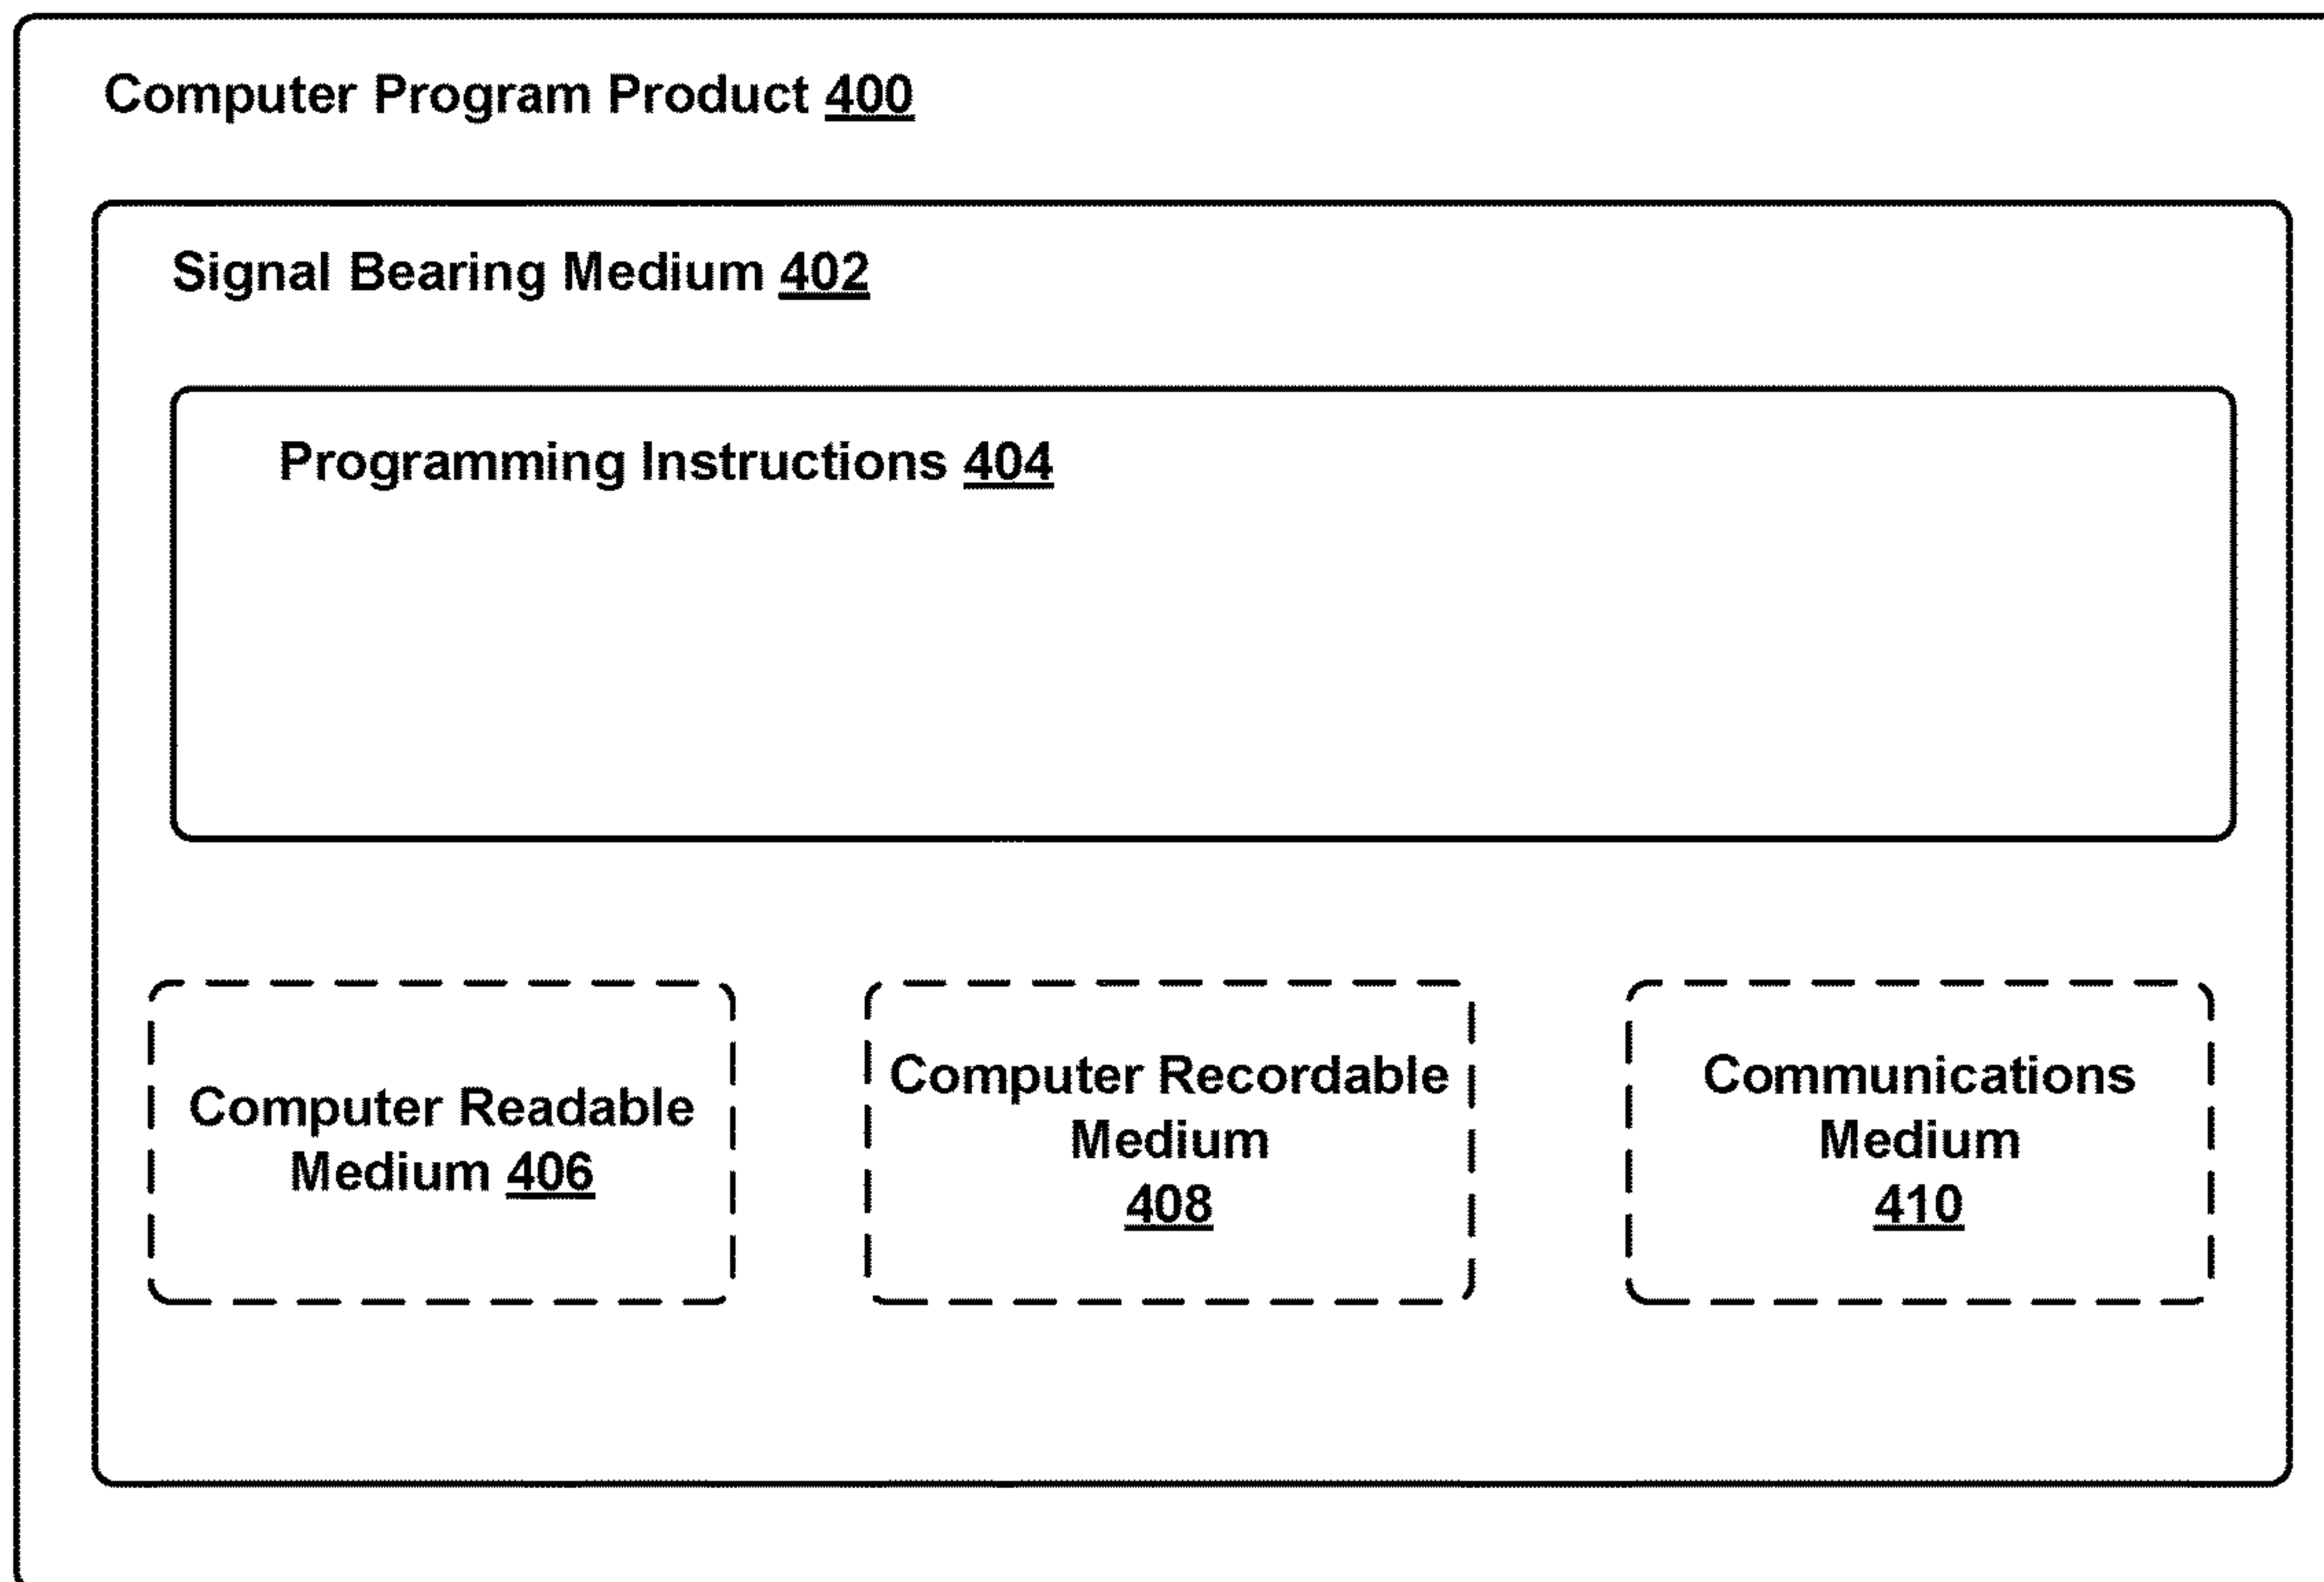 Computer Program Product 400
Signal Bearing Medium 402
Programming Instructions 404
Computer Readable
Medium 406
Computer Recordable
Medium
408
Communications
Medium
410